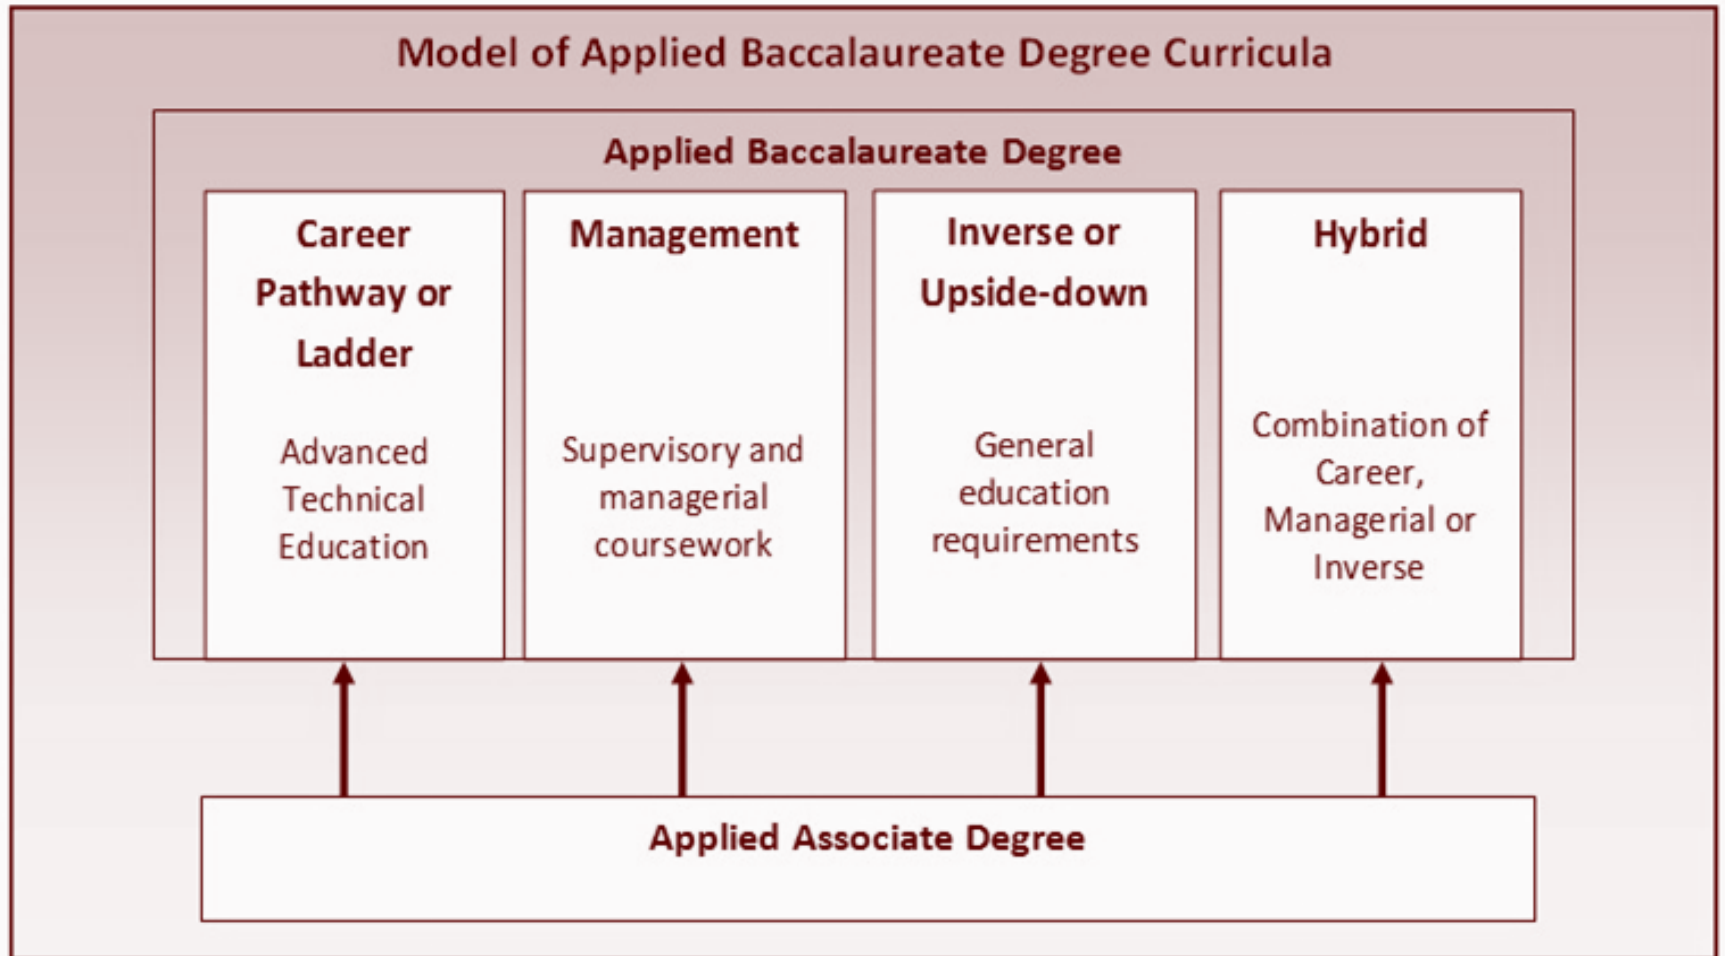 Model of Applied Baccalaureate Degree Curricula
Applied Baccalaureate Degree
Career
Pathway or
Ladder
Advanced
Technical
Education
Management
Supervisory and
managerial
coursework
Inverse or
Upside-down
General
education
requirements
Hybrid
Combination of
Career,
Managerial or
Inverse
Applied Associate Degree